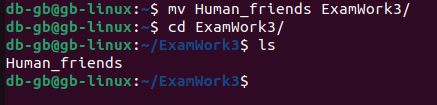 db-gb@gb-linux:~$ mv Human_friends ExamWork3/
db-gb@gb-linux:~$ cd ExamWork3/
db-gb@gb-linux:~/ExamWork3$ ls
Human_friends
db-gb@gb-linux:~/ExamWork3$